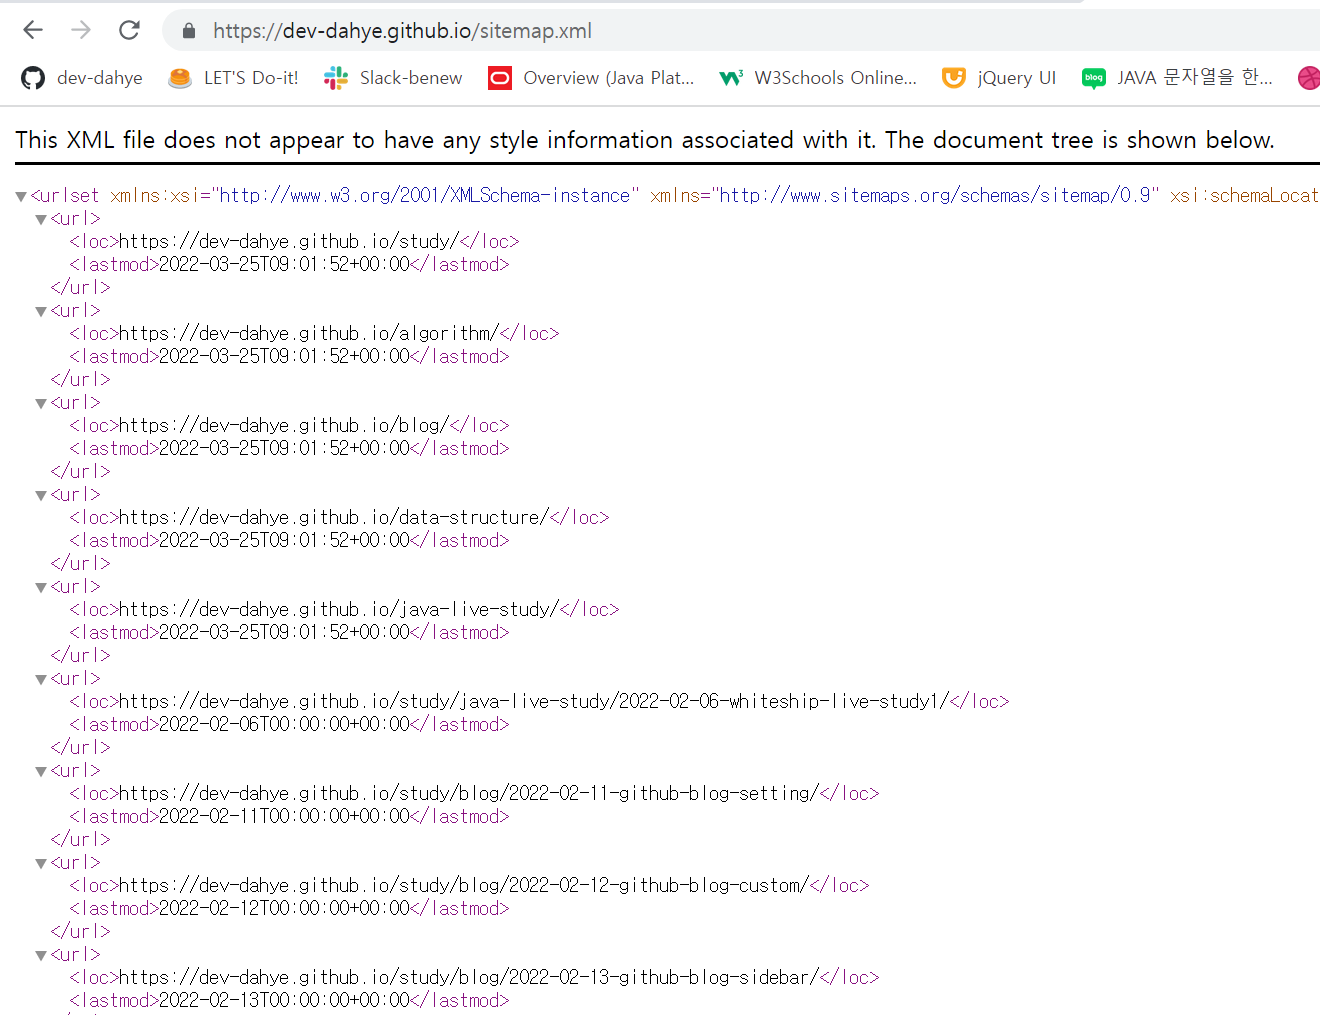 https://dev-dahye.github.io/sitemap.xml
dev-dahye LET'S Do-it! Slack-benew Overview (Java Plat... W3Schools Online... jQuery UI blog JAVA 문자열을 한...
This XML file does not appear to have any style information associated with it. The document tree is shown below.
▼<urlset xmlns:xsi="http://www.w3.org/2001/XMLSchema-instance" xmlns="http://www.sitemaps.org/schemas/sitemap/0.9" xsi:schemaLocat
▼<url>
<loc>https://dev-dahye.github.io/study/</loc>
<lastmod>2022-03-25T09:01:52+00:00</lastmod>
</url>
▼<url>
<loc>https://dev-dahye.github.io/algorithm/</loc>
<lastmod>2022-03-25T09:01:52+00:00</lastmod>
</url>
▼<url>
<loc>https://dev-dahye.github.io/blog/</loc>
<lastmod>2022-03-25T09:01:52+00:00</lastmod>
</url>
▼<url>
<loc>https://dev-dahye.github.io/data-structure/</loc>
<lastmod>2022-03-25T09:01:52+00:00</lastmod>
</url>
▼<url>
<loc>https://dev-dahye.github.io/java-live-study/</loc>
<lastmod>2022-03-25T09:01:52+00:00</lastmod>
</url>
▼<url>
<loc>https://dev-dahye.github.io/study/java-live-study/2022-02-06-whiteship-live-study1/</loc>
<lastmod>2022-02-06T00:00:00+00:00</lastmod>
</url>
▼<url>
<loc>https://dev-dahye.github.io/study/blog/2022-02-11-github-blog-setting/</loc>
<lastmod>2022-02-11T00:00:00+00:00</lastmod>
</url>
▼<url>
<loc>https://dev-dahye.github.io/study/blog/2022-02-12-github-blog-custom/</loc>
<lastmod>2022-02-12T00:00:00+00:00</lastmod>
</url>
▼<url>
<loc>https://dev-dahye.github.io/study/blog/2022-02-13-github-blog-sidebar/</loc>
<lastmod>2022-02-13T00:00:00+00:00</lastmod>